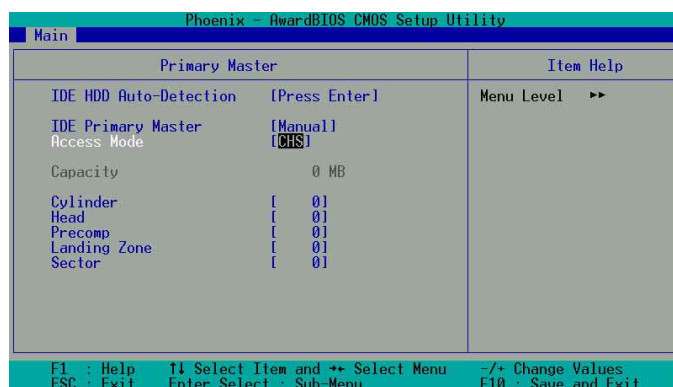 Phoenix - AwardBIOS CMOS Setup Utility
Main
Primary Master
Item Help
IDE HDD Auto-Detection [Press Enter]
Menu Level ►►
IDE Primary Master [Manual]
Access Mode [CHS]
Capacity 0 MB
Cylinder [ 0]
Head [ 0]
Precomp [ 0]
Landing Zone [ 0]
Sector [ 0]
F1 : Help ↑↓ Select Item and →← Select Menu -/+ Change Values
ESC : Exit Enter Select : Sub-Menu F10 : Save and Exit